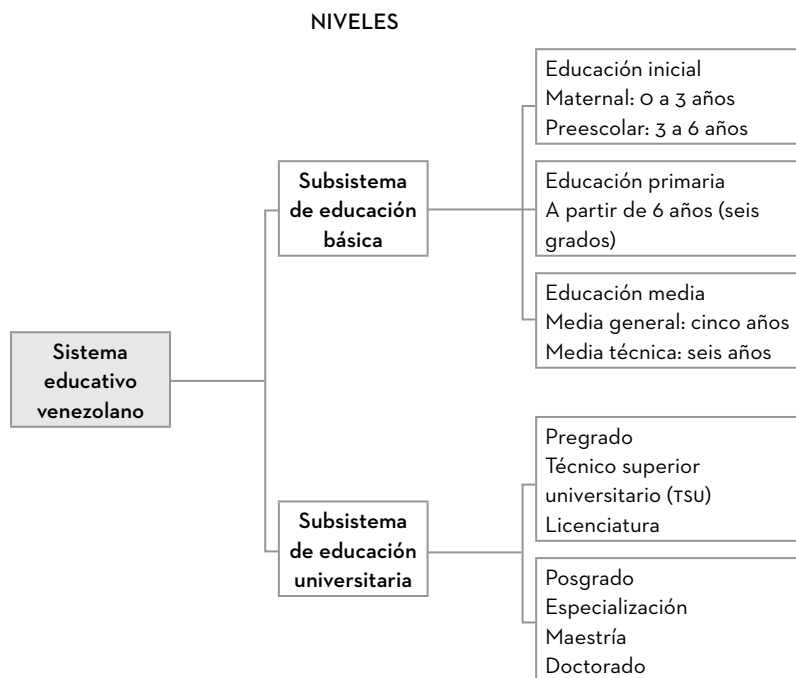 NIVELES
Educación inicial
Maternal: 0 a 3 años
Preescolar: 3 a 6 años
Subsistema
de educación
básica
Educación primaria
A partir de 6 años (seis
grados)
Educación media
Media general: cinco años
Media técnica: seis años
Sistema
educativo
venezolano
Pregrado
Técnico superior
universitario (TSU)
Licenciatura
Subsistema
de educación
universitaria
Posgrado
Especialización
Maestría
Doctorado